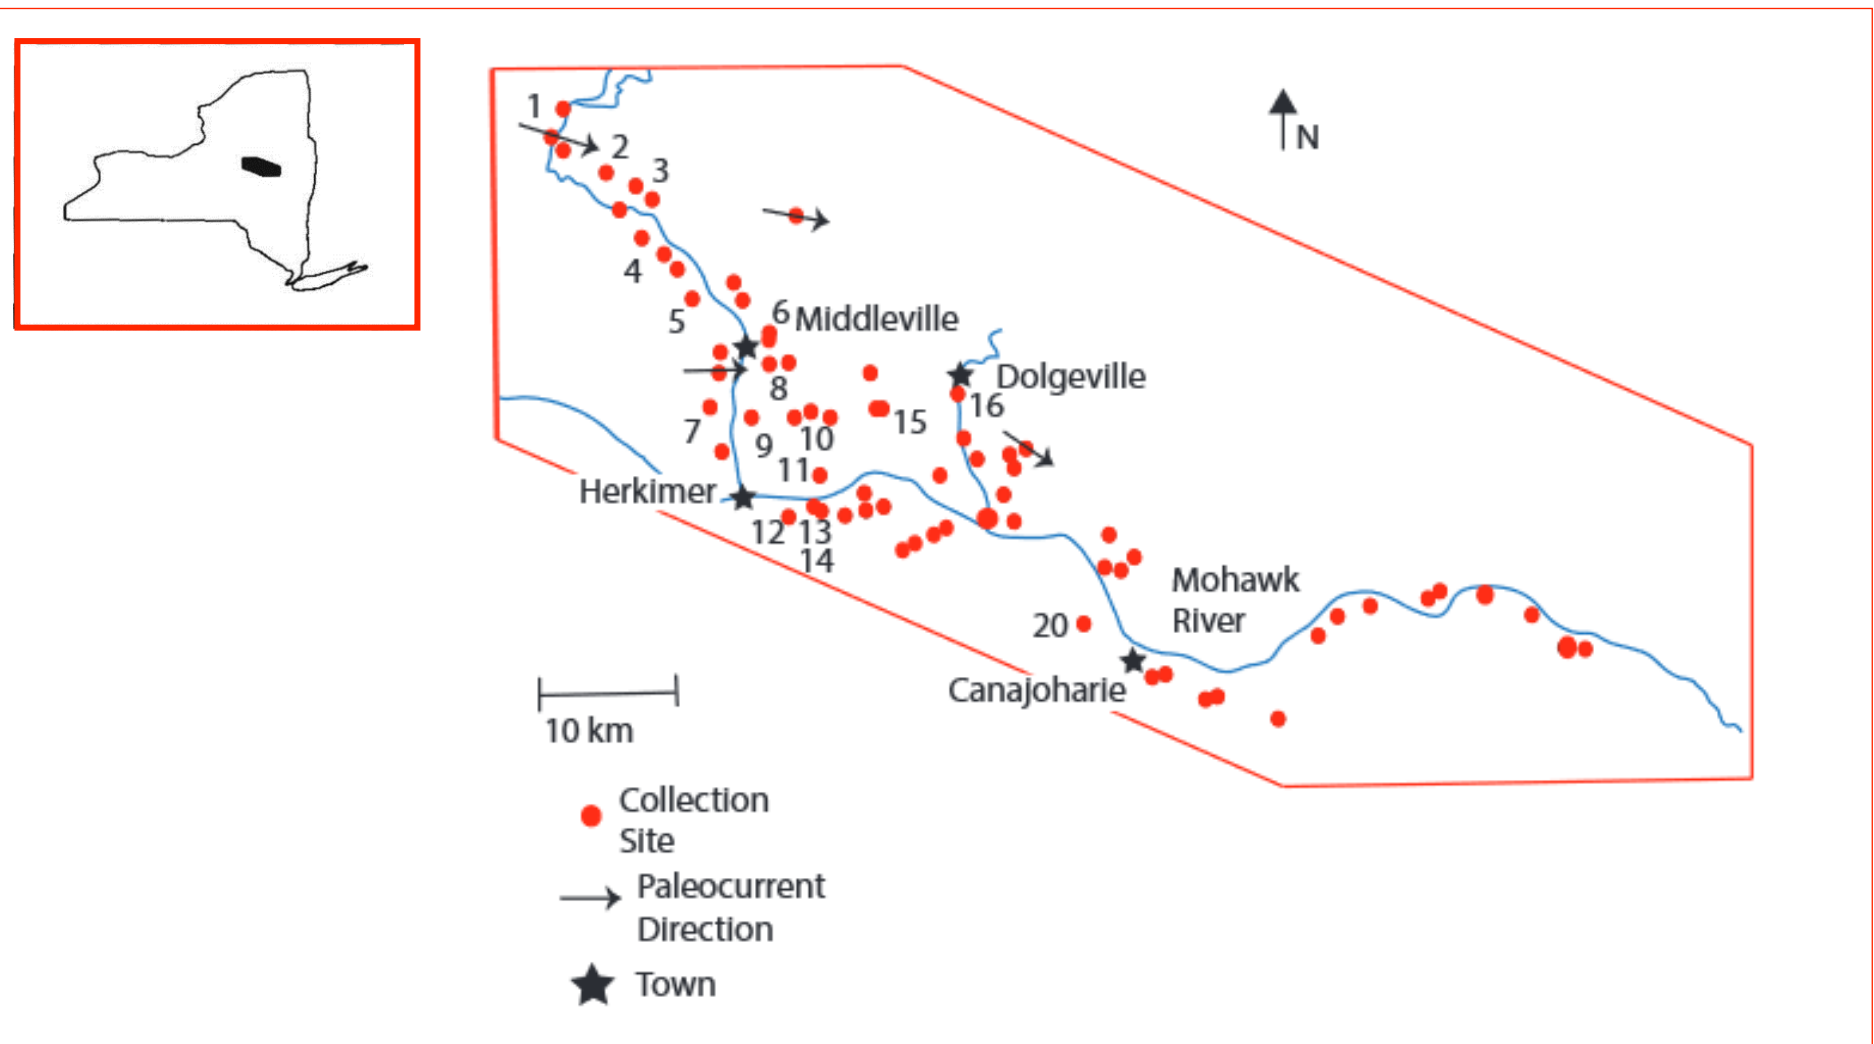 1
N
2
3
4
5
6 Middleville
Dolgeville
8
16
7
9
10
15
11
Herkimer
12 13
14
Mohawk
River
20
Canajoharie
10 km
Collection
Site
Paleocurrent
Direction
Town